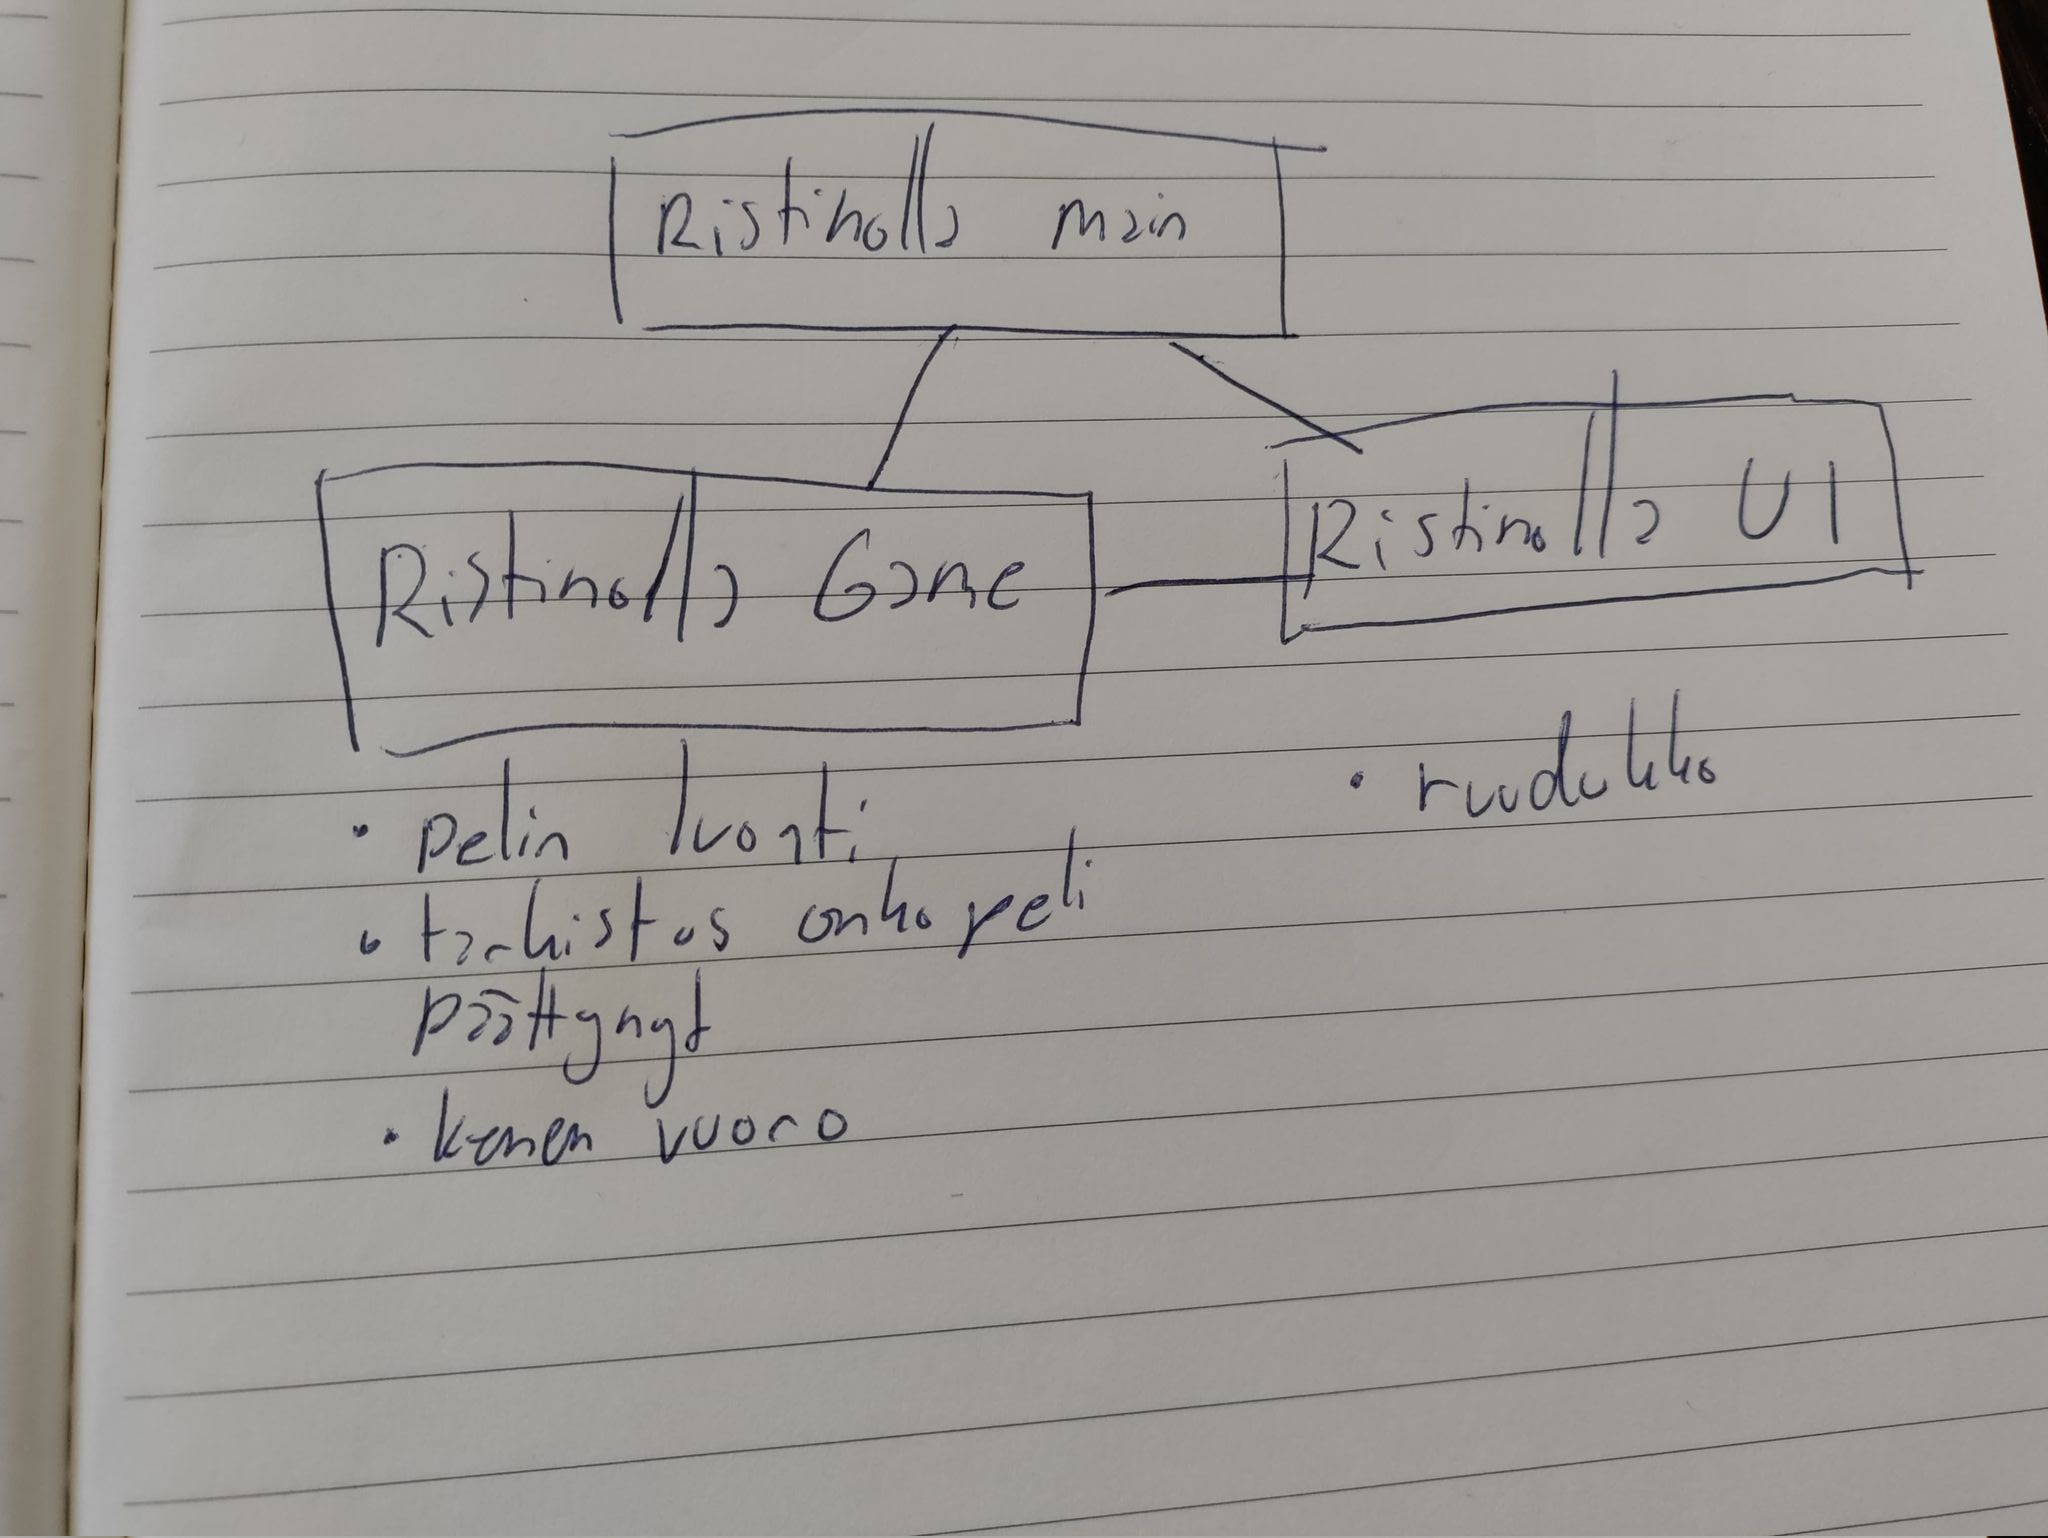 Ristinolla main
Ristinolla Game
Ristinolla UI
• pelin luonti
• tarkistus onko peli
päättynyt
• kenen vuoro
• ruudukko